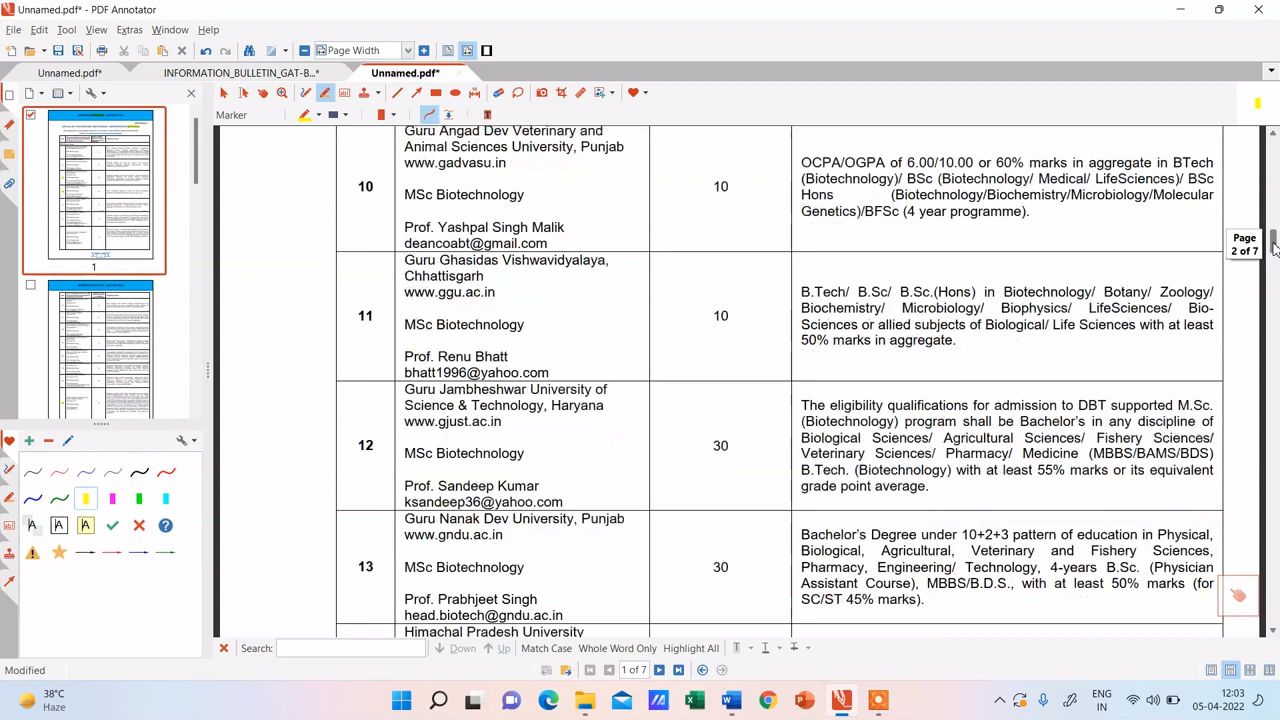 Unnamed.pdf* - PDF Annotator
File Edit Tool View Extras Window Help
Page Width
Unnamed.pdf* INFORMATION_BULLETIN_GAT-B...* Unnamed.pdf*
Marker
1
Guru Angad Dev Veterinary and
Animal Sciences University, Punjab
www.gadvasu.in
10
MSc Biotechnology
Prof. Yashpal Singh Malik
deancoabt@gmail.com
10
OCPA/OGPA of 6.00/10.00 or 60% marks in aggregate in BTech
(Biotechnology)/ BSc (Biotechnology/ Medical/ LifeSciences)/ BSc
Hons (Biotechnology/Biochemistry/Microbiology/Molecular
Genetics)/BFSc (4 yearprogramme).
Page
2 of 7
Guru Ghasidas Vishwavidyalaya,
Chhattisgarh
www.ggu.ac.in
11
MSc Biotechnology
Prof. Renu Bhatt
bhatt1996@yahoo.com
10
B.Tech/ B.Sc/ B.Sc.(Hons) in Biotechnology/ Botany/ Zoology/
Biochemistry/ Microbiology/ Biophysics/ LifeSciences/ Bio-
Sciences or allied subjects of Biological/ Life Sciences with at least
50% marks in aggregate.
Guru Jambheshwar University of
Science & Technology, Haryana
www.gjust.ac.in
12
MSc Biotechnology
Prof. Sandeep Kumar
ksandeep36@yahoo.com
30
The eligibility qualifications for admission to DBT supported M.Sc.
(Biotechnology) program shall be Bachelor's in any discipline of
Biological Sciences/ Agricultural Sciences/ Fishery Sciences/
Veterinary Sciences/ Pharmacy/ Medicine (MBBS/BAMS/BDS)
B.Tech. (Biotechnology) with at least 55% marks or its equivalent
grade point average.
Guru Nanak Dev University, Punjab
www.gndu.ac.in
13
MSc Biotechnology
Prof. Prabhjeet Singh
head.biotech@gndu.ac.in
30
Bachelor's Degree under 10+2+3 pattern of education in Physical,
Biological, Agricultural, Veterinary and Fishery Sciences,
Pharmacy, Engineering/ Technology, 4-years B.Sc. (Physician
Assistant Course), MBBS/B.D.S., with at least 50% marks (for
SC/ST 45% marks).
Himachal Pradesh University
Search: Down Up Match Case Whole Word Only Highlight All
Modified
1 of 7
38°C
Haze
ENG
IN
12:03
05-04-2022